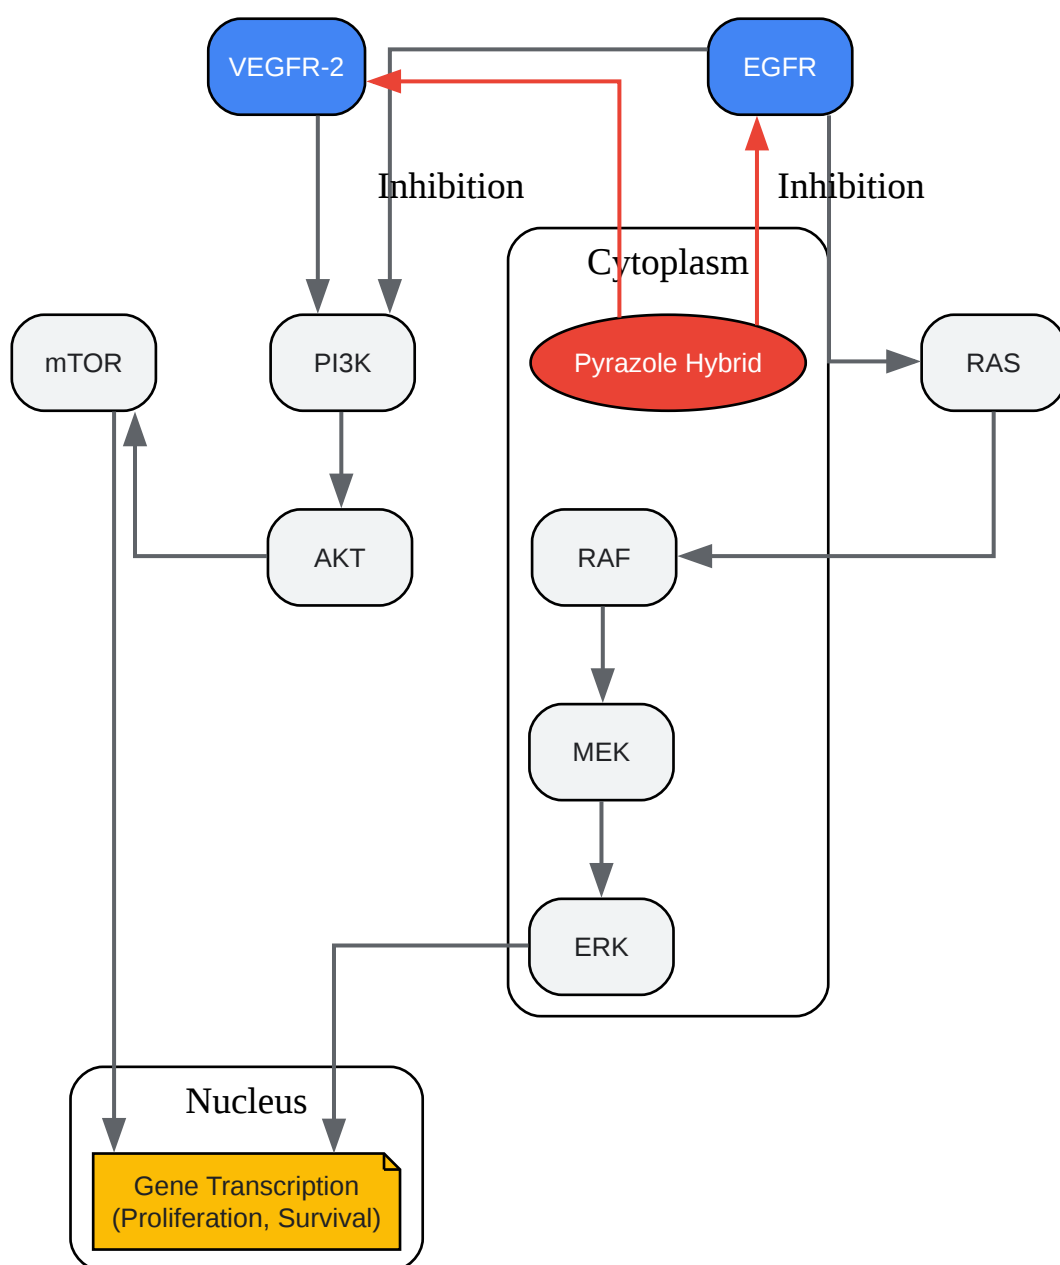 VEGFR-2
EGFR
Inhibition
Inhibition
Cytoplasm
mTOR
PI3K
Pyrazole Hybrid
RAS
AKT
RAF
MEK
ERK
Nucleus
Gene Transcription
(Proliferation, Survival)